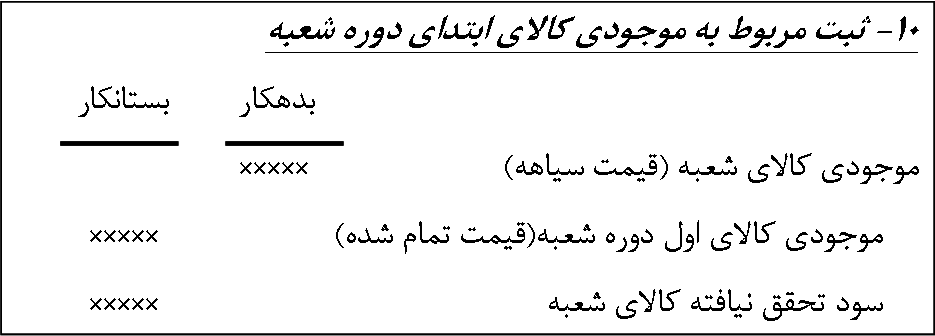 ۱۰- ثبت مربوط به موجودی کالای ابتدای دوره شعبه
بدهکار بستانکار
موجودی کالای شعبه (قیمت سیاهه) ×××××
موجودی کالای اول دوره شعبه(قیمت تمام شده) ×××××
سود تحقق نیافته کالای شعبه ×××××